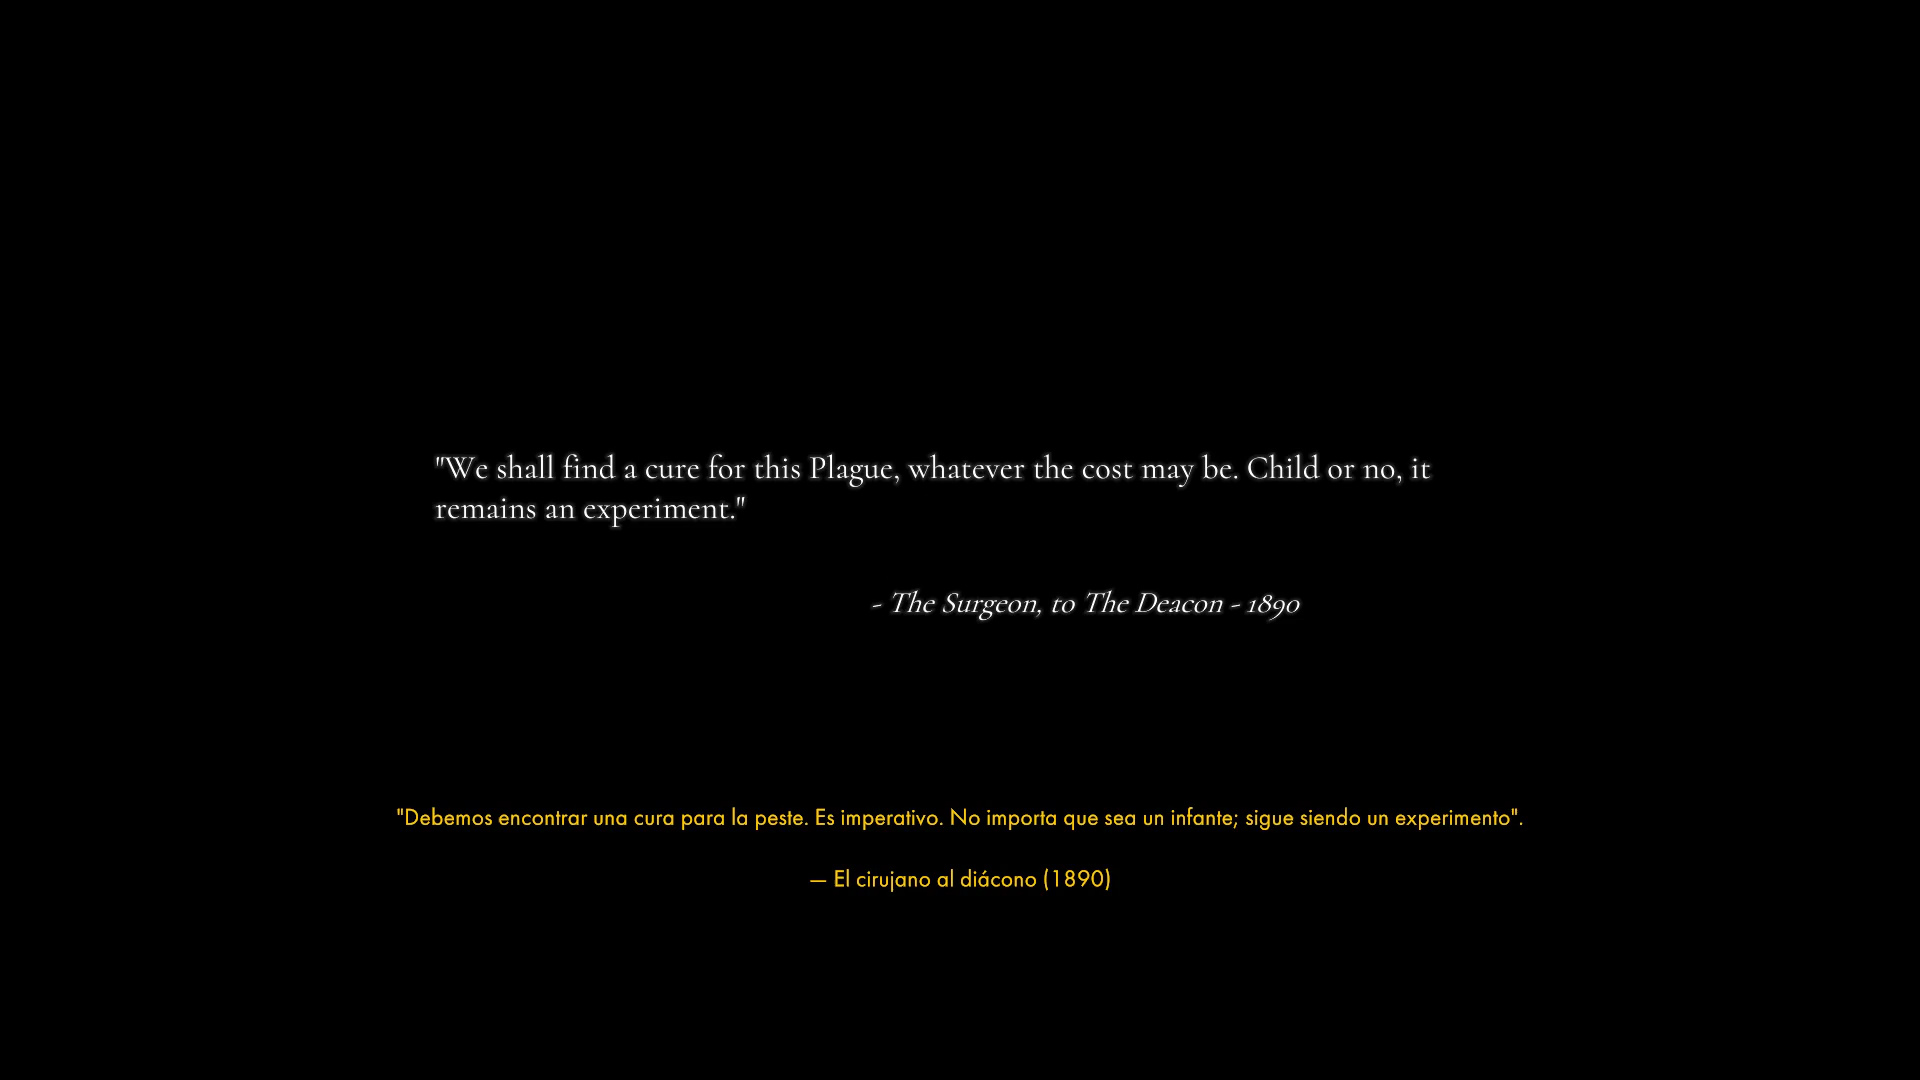 "We shall find a cure for this Plague, whatever the cost may be. Child or no, it
remains an experiment."
- The Surgeon, to The Deacon - 1890
"Debemos encontrar una cura para la peste. Es imperativo. No importa que sea un infante; sigue siendo un experimento".
— El cirujano al diácono (1890)